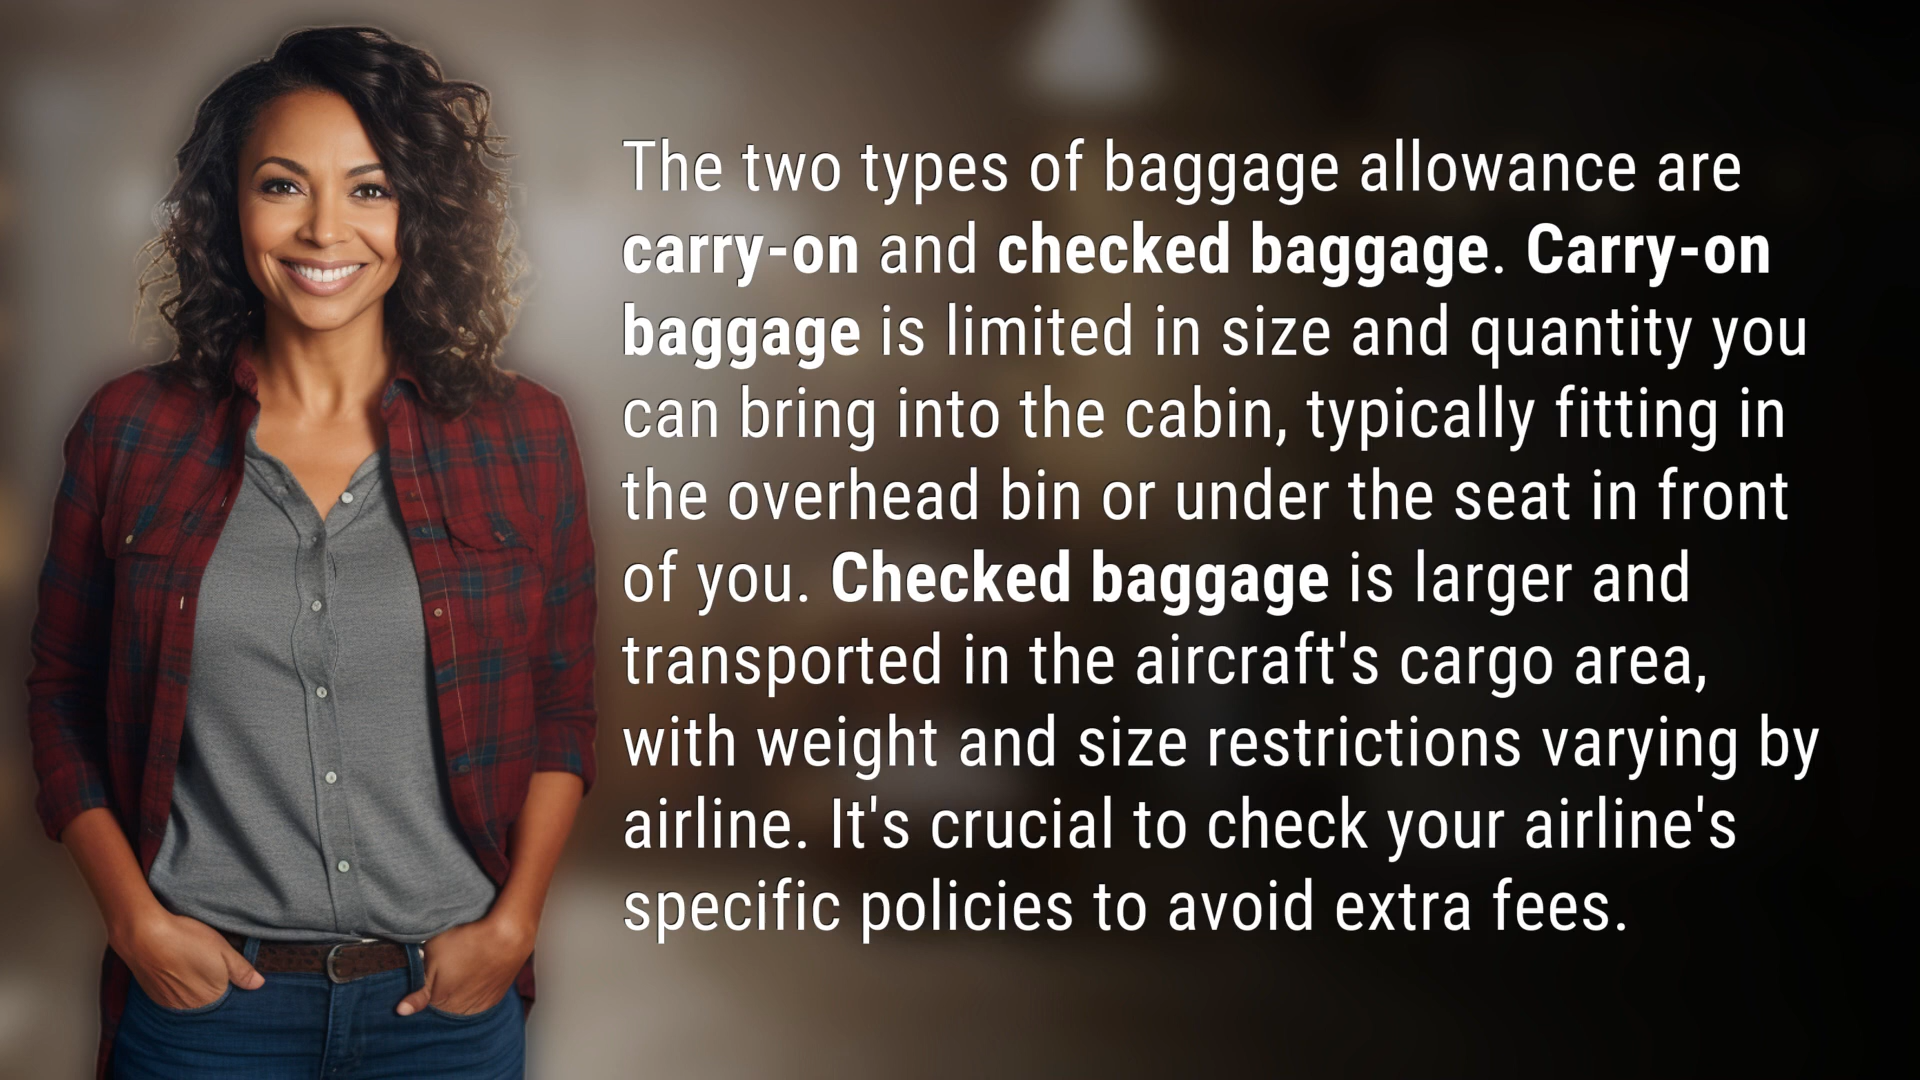 The two types of baggage allowance are
carry-on and checked baggage. Carry-on
baggage is limited in size and quantity you
can bring into the cabin, typically fitting in
the overhead bin or under the seat in front
of you. Checked baggage is larger and
transported in the aircraft's cargo area,
with weight and size restrictions varying by
airline. It's crucial to check your airline's
specific policies to avoid extra fees.